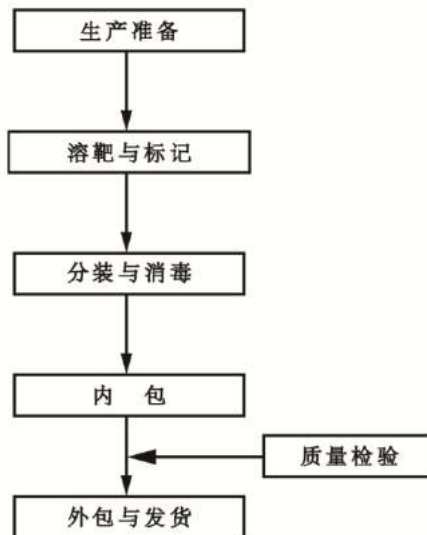 生产准备
溶靶与标记
分装与消毒
内 包
质量检验
外包与发货